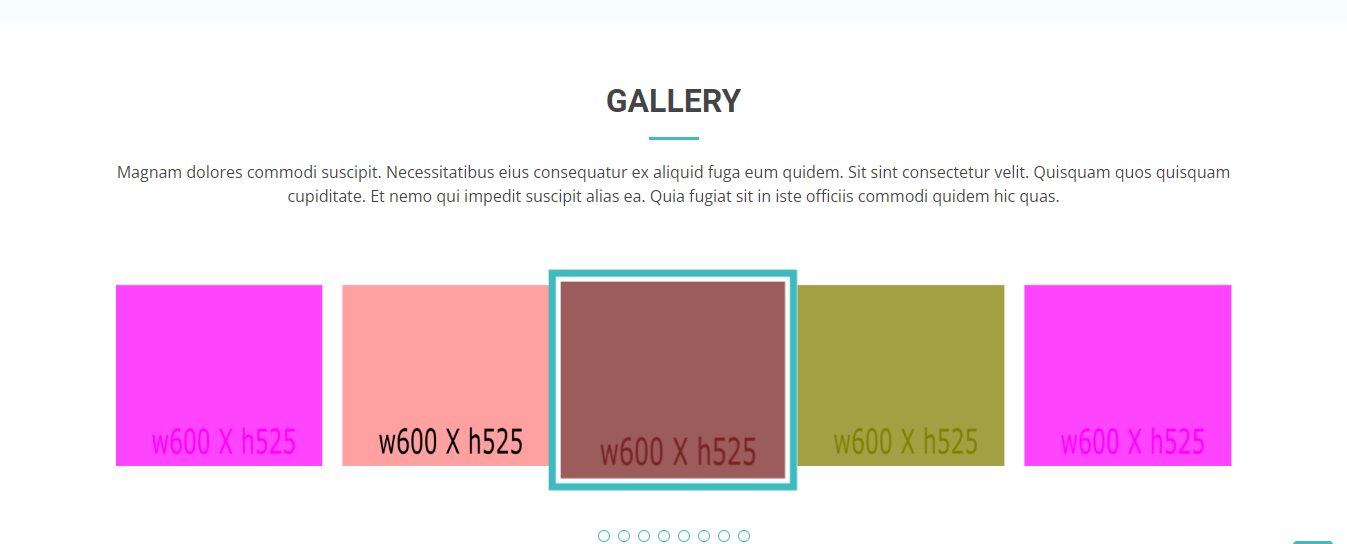 GALLERY
Magnam dolores commodi suscipit. Necessitatibus eius consequatur ex aliquid fuga eum quidem. Sit sint consectetur velit. Quisquam quos quisquam
cupiditate. Et nemo qui impedit suscipit alias ea. Quia fugiat sit in iste officiis commodi quidem hic quas.
w600 X h525
w600 X h525
w600 X h525
w600 X h525
w600 X h525